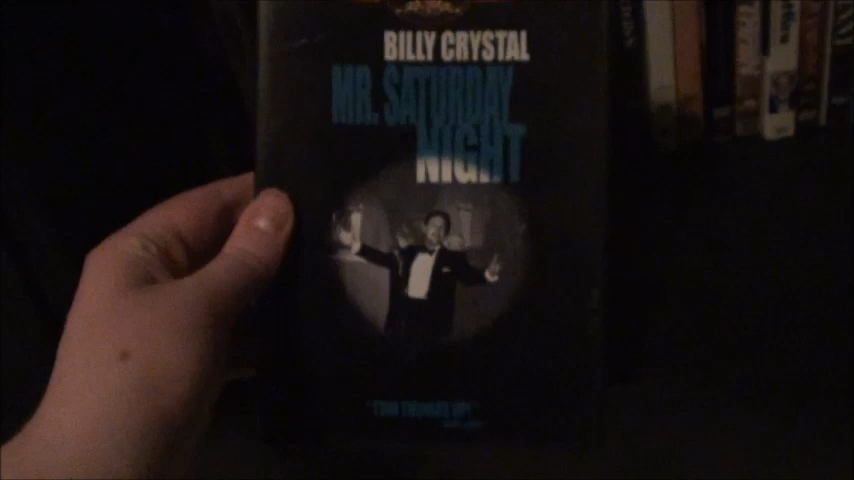 BILLY CRYSTAL
MR. SATURDAY
NIGHT
"TWO THUMBS UP!"